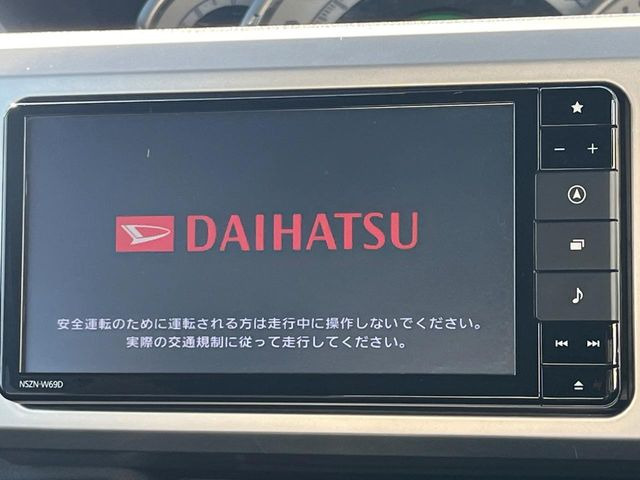 DAIHATSU
安全運転のために運転される方は走行中に操作しないでください。
実際の交通規制に従って走行してください。
NSZN-W69D